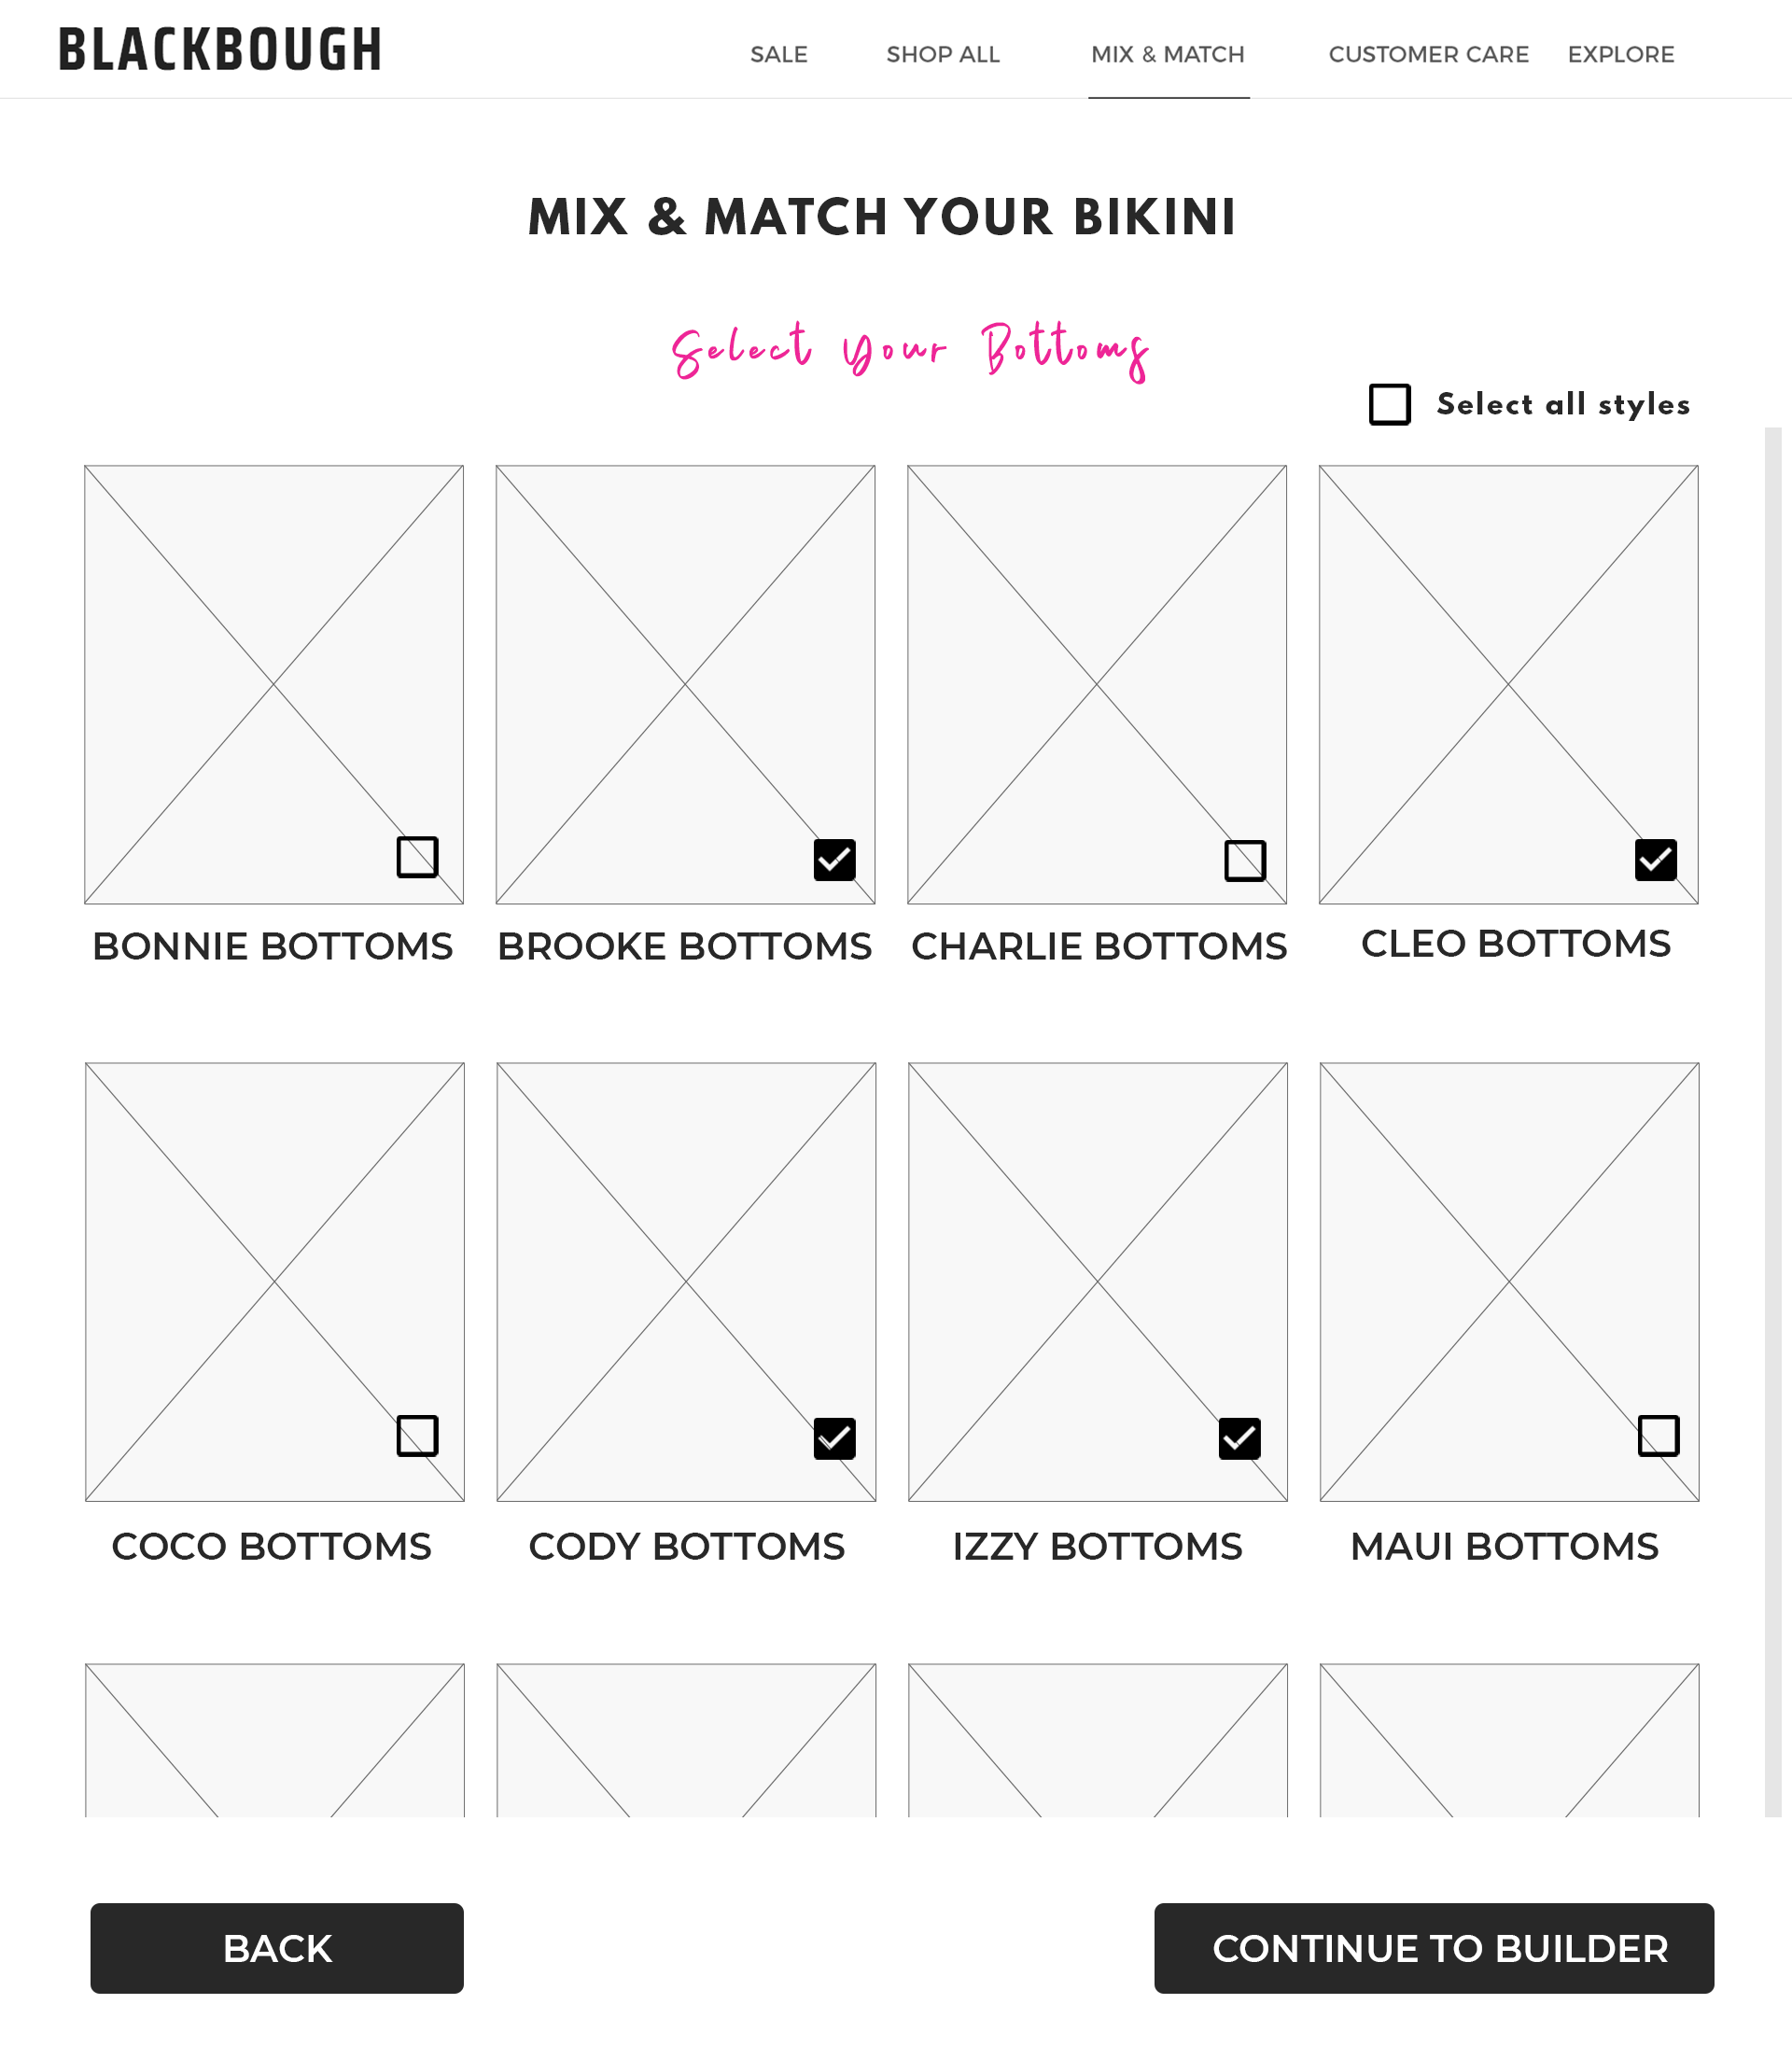 BLACKBOUGH
SALE SHOP ALL MIX & MATCH CUSTOMER CARE EXPLORE
MIX & MATCH YOUR BIKINI
Select Your Bottoms
Select all styles
BONNIE BOTTOMS BROOKE BOTTOMS CHARLIE BOTTOMS CLEO BOTTOMS
COCO BOTTOMS CODY BOTTOMS IZZY BOTTOMS MAUI BOTTOMS
BACK CONTINUE TO BUILDER